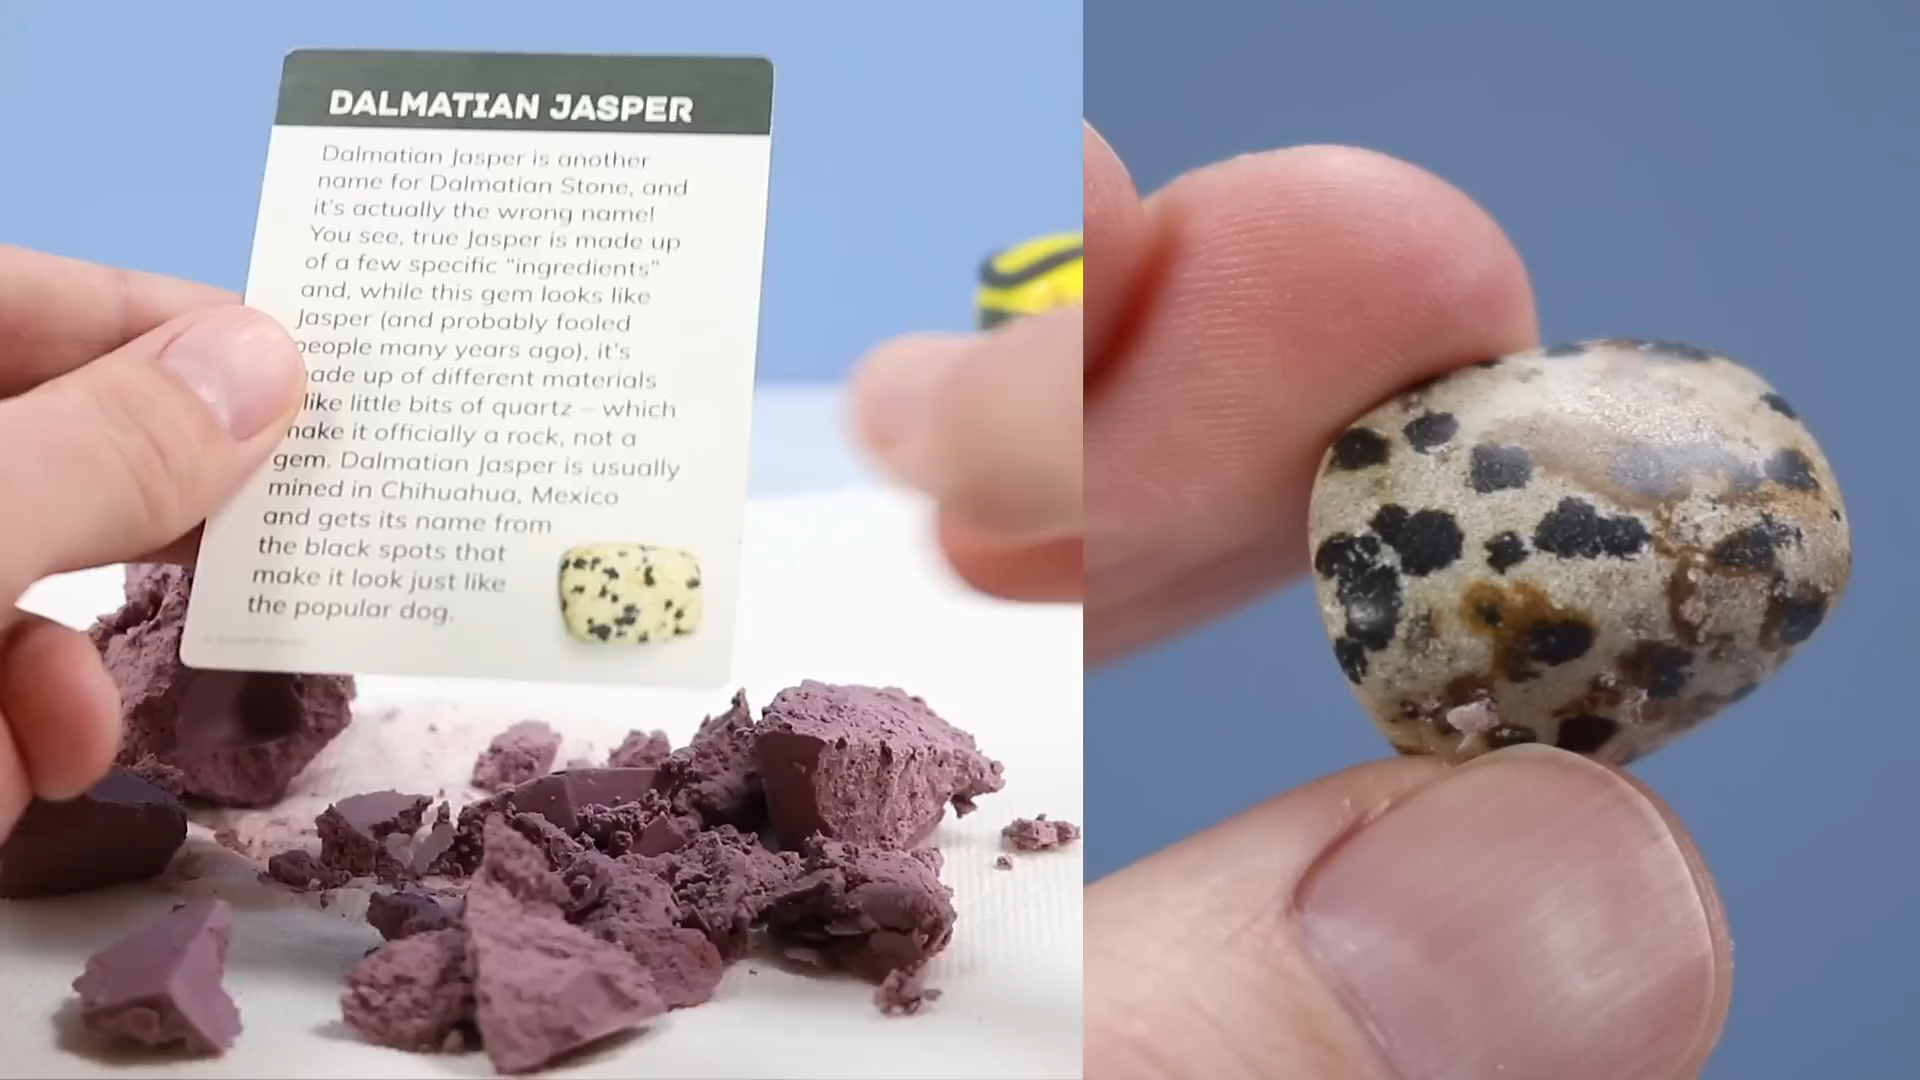 DALMATIAN JASPER
Dalmatian Jasper is another
name for Dalmatian Stone, and
it's actually the wrong name!
You see, true Jasper is made up
of a few specific "ingredients"
and, while this gem looks like
Jasper (and probably fooled
people many years ago), it's
ade up of different materials
like little bits of quartz – which
make it officially a rock, not a
gem. Dalmatian Jasper is usually
mined in Chihuahua, Mexico
and gets its name from
the black spots that
make it look just like
the popular dog.